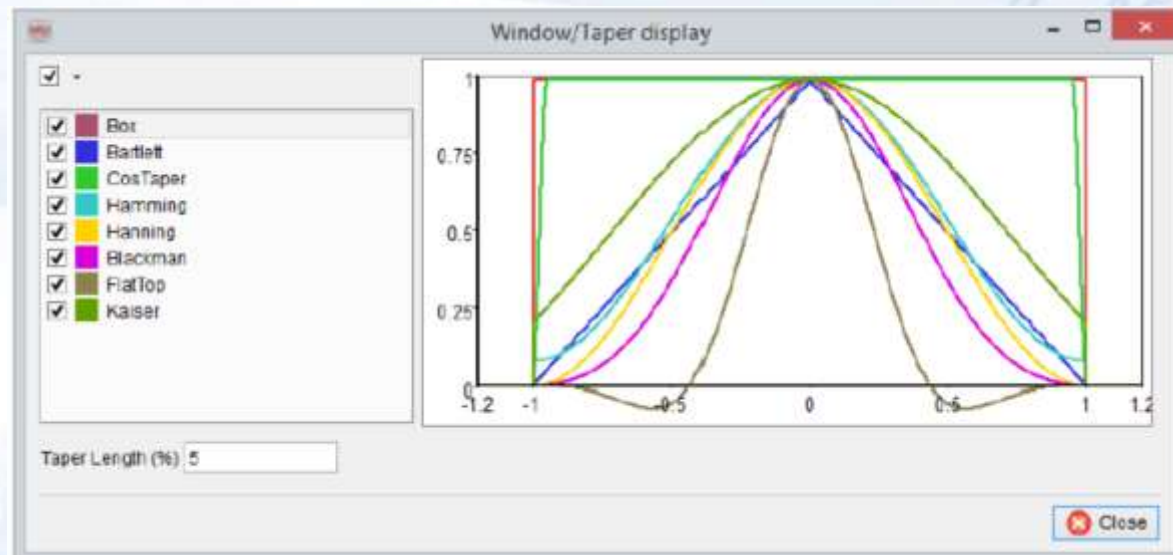 Window/Taper display
Box
Bartlett
CosTaper
Hamming
Hanning
Blackman
FlatTop
Kaiser
1
0.75
0.5
0.25
0
-1.2 -1 -0.5 0 0.5 1 1.2
Taper Length (%) 5
Close